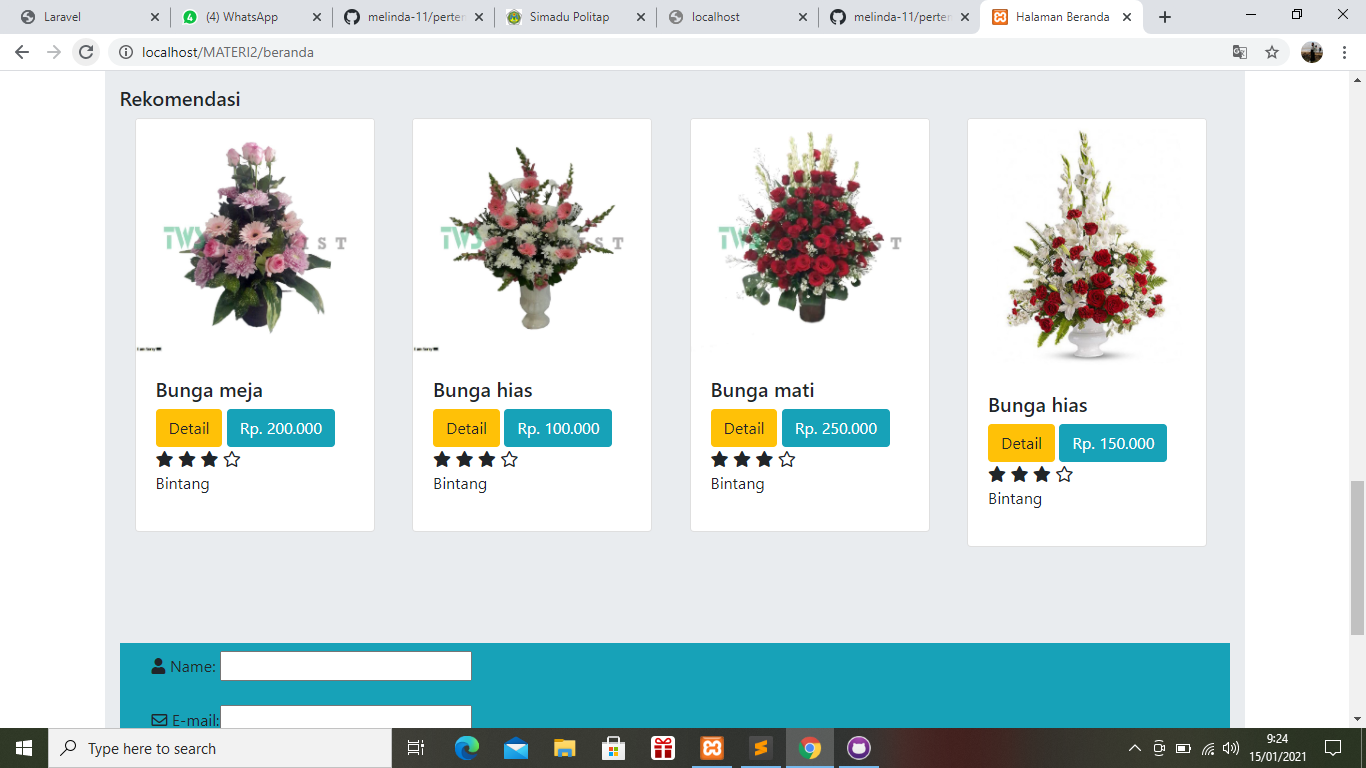 Laravel
(4) WhatsApp
melinda-11/perten
Simadu Politap
localhost
melinda-11/perten
Halaman Beranda
localhost/MATERI2/beranda
Rekomendasi
Bunga meja
Detail
Rp. 200.000
Bintang
Bunga hias
Detail
Rp. 100.000
Bintang
Bunga mati
Detail
Rp. 250.000
Bintang
Bunga hias
Detail
Rp. 150.000
Bintang
Name:
E-mail:
Type here to search
9:24
15/01/2021